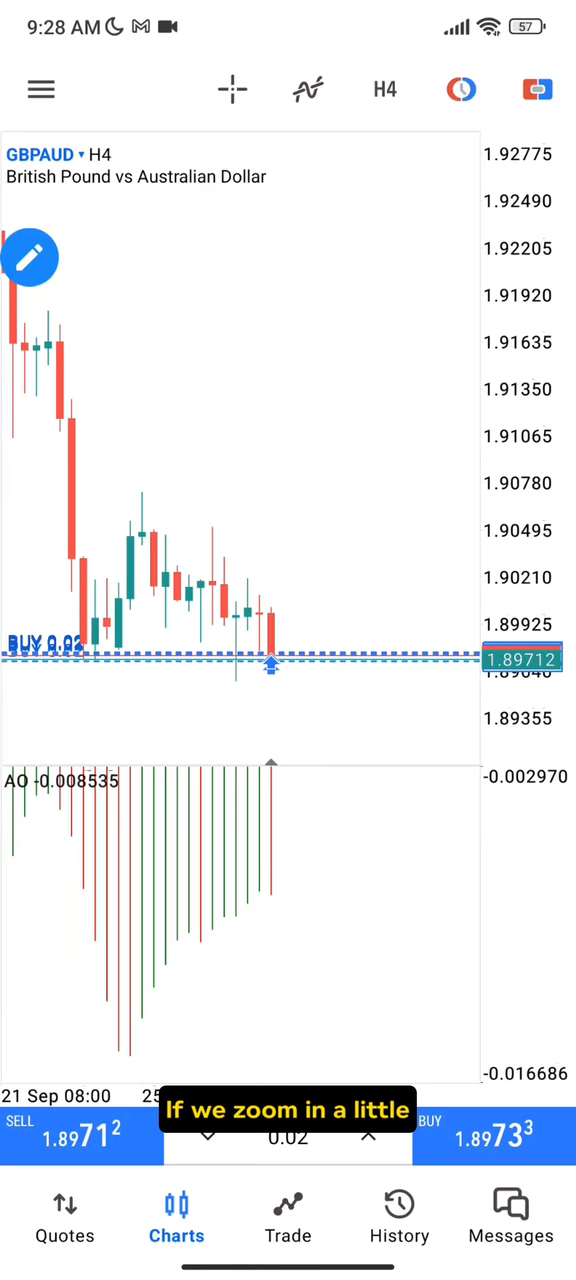 9:28 AM
57
H4
GBPAUD H4
British Pound vs Australian Dollar
1.92775
1.92490
1.92205
1.91920
1.91635
1.91350
1.91065
1.90780
1.90495
1.90210
1.89925
BUY 0.02
1.89712
1.89640
1.89355
AO -0.008535
-0.002970
-0.016686
21 Sep 08:00
If we zoom in a little
SELL 1.89712
0.02
BUY 1.89733
Quotes
Charts
Trade
History
Messages